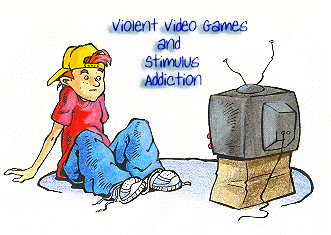 Violent Video Games
and
Stimulus
Addiction